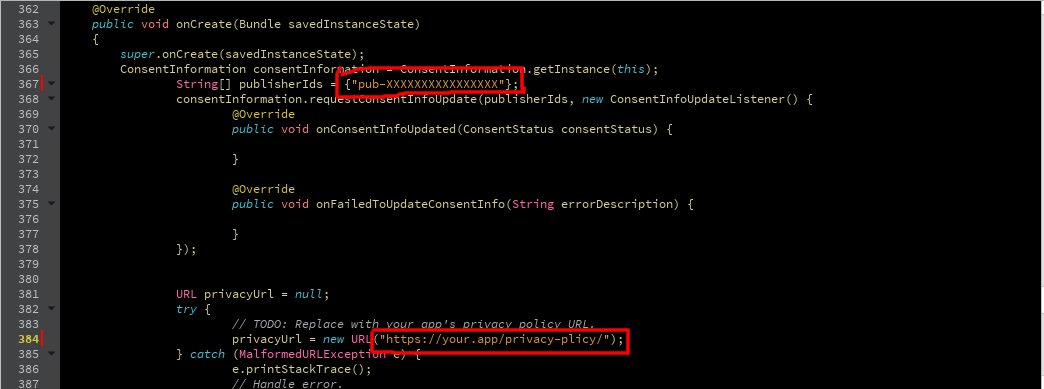 362 @Override
363 public void onCreate(Bundle savedInstanceState)
364 {
365 super.onCreate(savedInstanceState);
366 ConsentInformation consentInformation = ConsentInformation.getInstance(this);
367 String[] publisherIds = {"pub-XXXXXXXXXXXXXXXX"};
368 consentInformation.requestConsentInfoUpdate(publisherIds, new ConsentInfoUpdateListener() {
369 @Override
370 public void onConsentInfoUpdated(ConsentStatus consentStatus) {
371
372 }
373
374 @Override
375 public void onFailedToUpdateConsentInfo(String errorDescription) {
376
377 }
378 });
379
380
381 URL privacyUrl = null;
382 try {
383 // TODO: Replace with your app's privacy policy URL.
384 privacyUrl = new URL("https://your.app/privacy-plicy/");
385 } catch (MalformedURLException e) {
386 e.printStackTrace();
387 // Handle error.